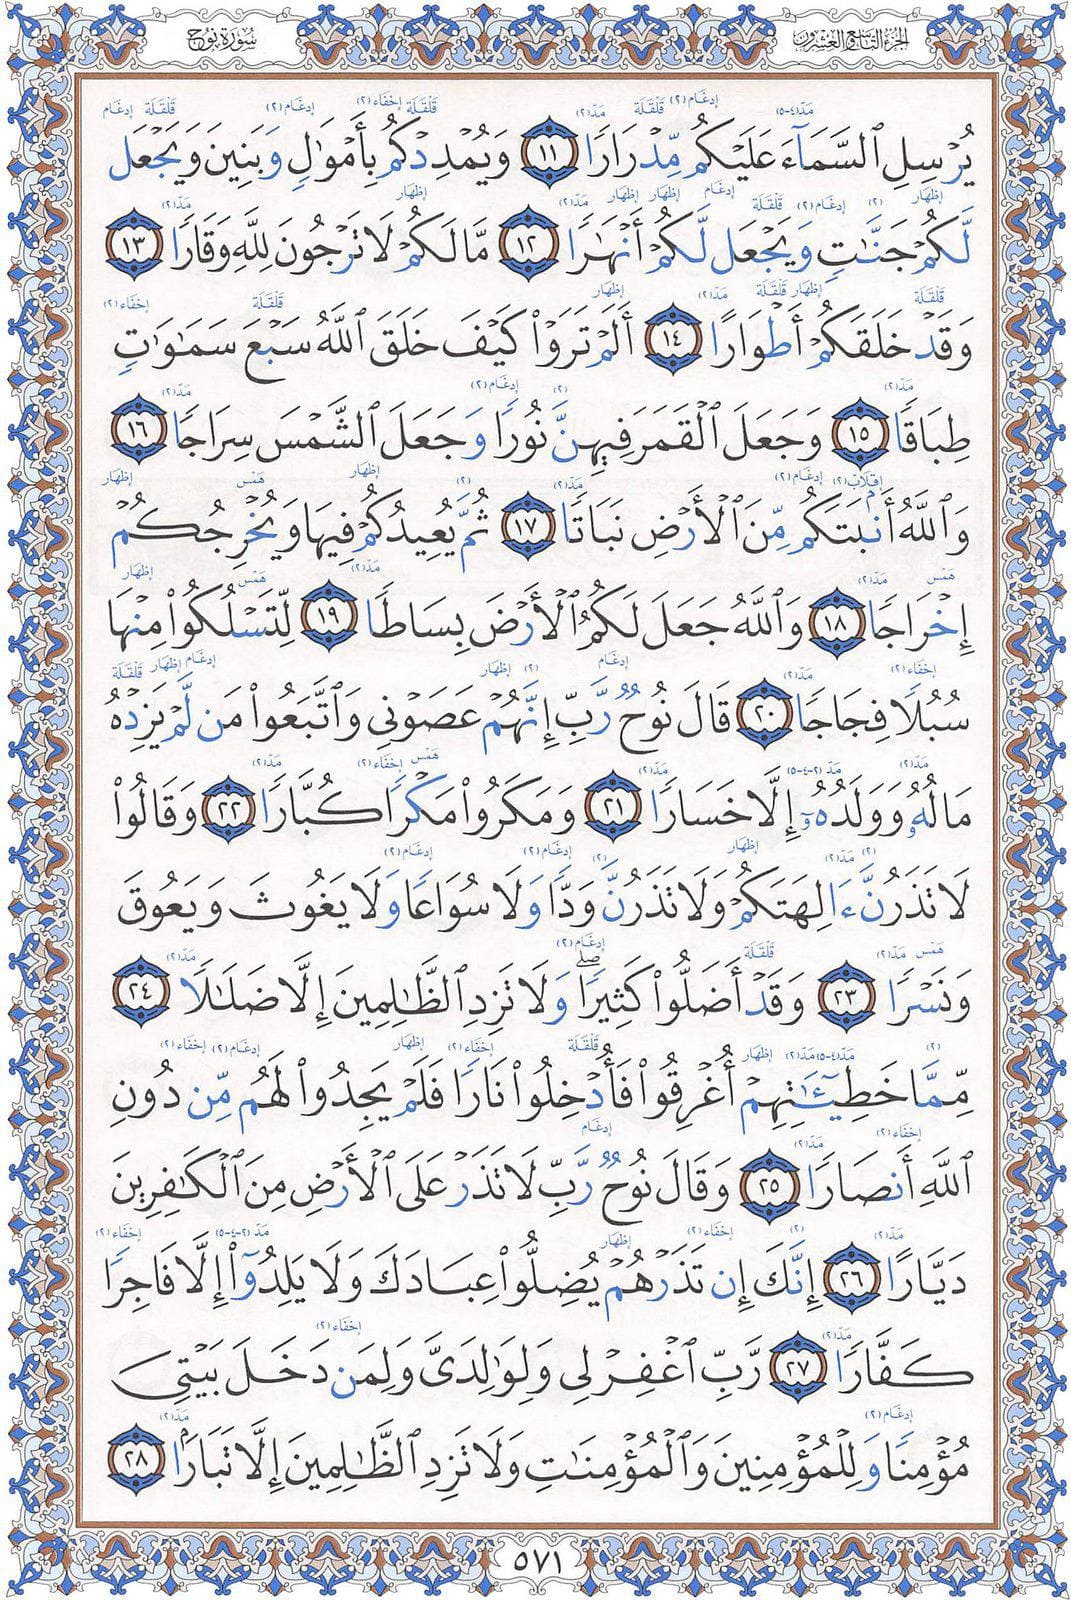 الجزء التاسع والعشرون
سورة نوح
يُرْسِلِ ٱلسَّمَآءَ عَلَيْكُم مِّدْرَارًا ١١ وَيُمْدِدْكُم بِأَمْوَٰلٍ وَبَنِينَ وَيَجْعَل
لَّكُمْ جَنَّٰتٍ وَيَجْعَل لَّكُمْ أَنْهَٰرًا ١٢ مَّا لَكُمْ لَا تَرْجُونَ لِلَّهِ وَقَارًا ١٣
وَقَدْ خَلَقَكُمْ أَطْوَارًا ١٤ أَلَمْ تَرَوْا۟ كَيْفَ خَلَقَ ٱللَّهُ سَبْعَ سَمَٰوَٰتٍ
طِبَاقًا ١٥ وَجَعَلَ ٱلْقَمَرَ فِيهِنَّ نُورًا وَجَعَلَ ٱلشَّمْسَ سِرَاجًا ١٦
وَٱللَّهُ أَنۢبَتَكُم مِّنَ ٱلْأَرْضِ نَبَاتًا ١٧ ثُمَّ يُعِيدُكُمْ فِيهَا وَيُخْرِجُكُمْ
إِخْرَاجًا ١٨ وَٱللَّهُ جَعَلَ لَكُمُ ٱلْأَرْضَ بِسَاطًا ١٩ لِّتَسْلُكُوا۟ مِنْهَا
سُبُلًا فِجَاجًا ٢٠ قَالَ نُوحٌ رَّبِّ إِنَّهُمْ عَصَوْنِى وَٱتَّبَعُوا۟ مَن لَّمْ يَزِدْهُ
مَالُهُۥ وَوَلَدُهُۥٓ إِلَّا خَسَارًا ٢١ وَمَكَرُوا۟ مَكْرًا كُبَّارًا ٢٢ وَقَالُوا۟
لَا تَذَرُنَّ ءَالِهَتَكُمْ وَلَا تَذَرُنَّ وَدًّا وَلَا سُوَاعًا وَلَا يَغُوثَ وَيَعُوقَ
وَنَسْرًا ٢٣ وَقَدْ أَضَلُّوا۟ كَثِيرًا ۖ وَلَا تَزِدِ ٱلظَّٰلِمِينَ إِلَّا ضَلَٰلًا ٢٤
مِّمَّا خَطِيٓـَٰٔتِهِمْ أُغْرِقُوا۟ فَأُدْخِلُوا۟ نَارًا فَلَمْ يَجِدُوا۟ لَهُم مِّن دُونِ
ٱللَّهِ أَنصَارًا ٢٥ وَقَالَ نُوحٌ رَّبِّ لَا تَذَرْ عَلَى ٱلْأَرْضِ مِنَ ٱلْكَٰفِرِينَ
دَيَّارًا ٢٦ إِنَّكَ إِن تَذَرْهُمْ يُضِلُّوا۟ عِبَادَكَ وَلَا يَلِدُوٓا۟ إِلَّا فَاجِرًا
كَفَّارًا ٢٧ رَّبِّ ٱغْفِرْ لِى وَلِوَٰلِدَىَّ وَلِمَن دَخَلَ بَيْتِىَ
مُؤْمِنًا وَلِلْمُؤْمِنِينَ وَٱلْمُؤْمِنَٰتِ وَلَا تَزِدِ ٱلظَّٰلِمِينَ إِلَّا تَبَارًۢا ٢٨
٥٧١